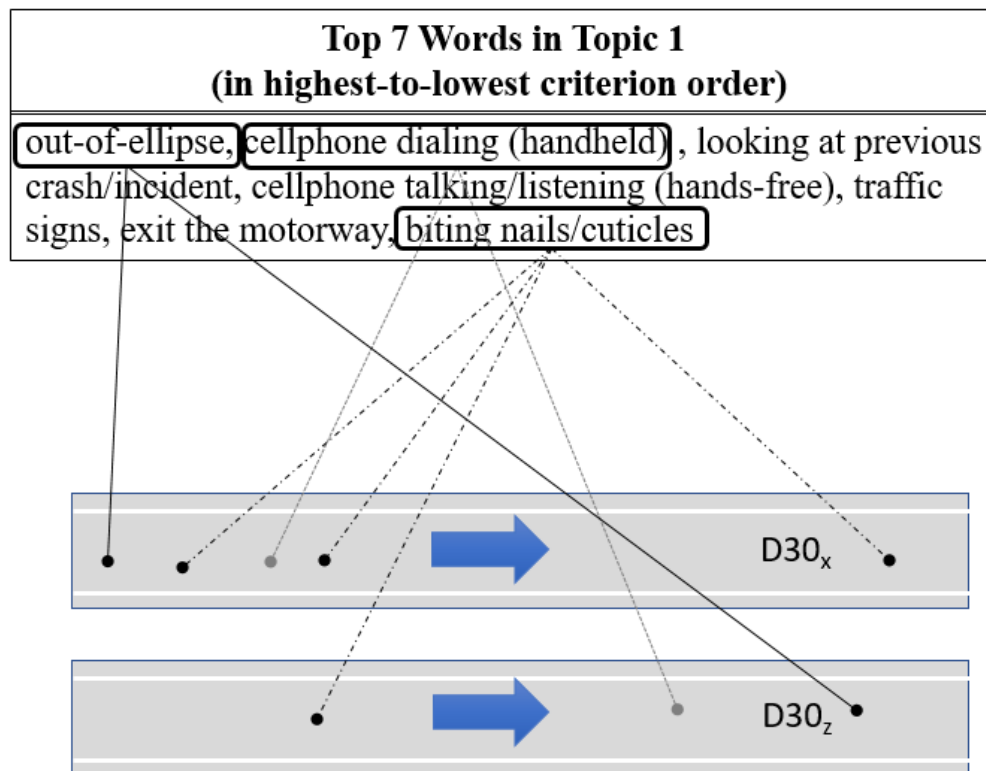 Top 7 Words in Topic 1
(in highest-to-lowest criterion order)
out-of-ellipse, cellphone dialing (handheld) , looking at previous
crash/incident, cellphone talking/listening (hands-free), traffic
signs, exit the motorway, biting nails/cuticles
D30x
D30z